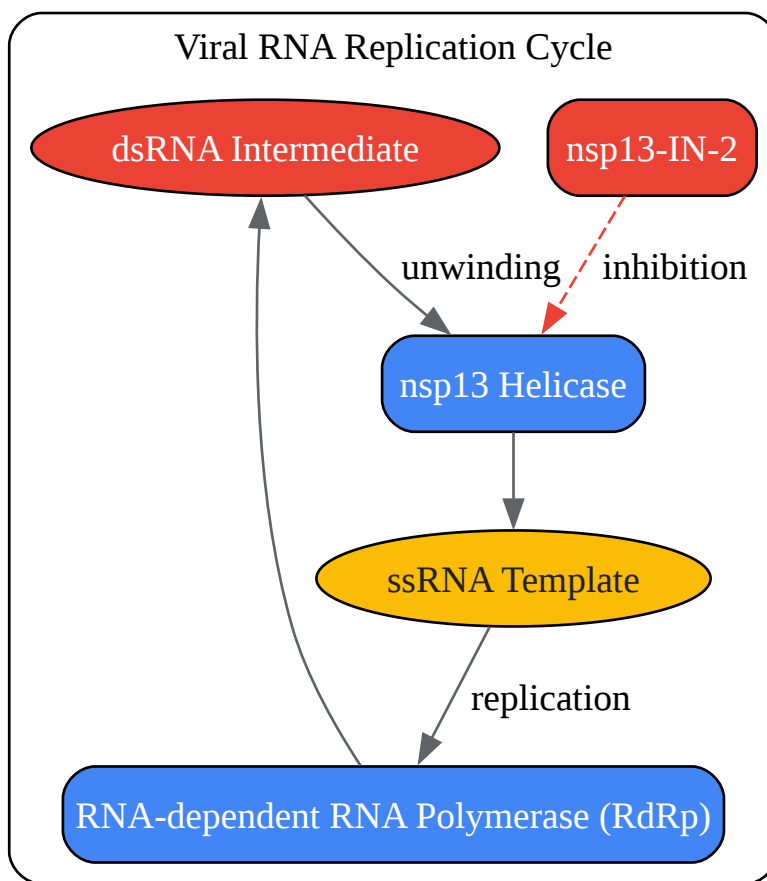 Viral RNA Replication Cycle
dsRNA Intermediate
nsp13-IN-2
unwinding
inhibition
nsp13 Helicase
ssRNA Template
replication
RNA-dependent RNA Polymerase (RdRp)